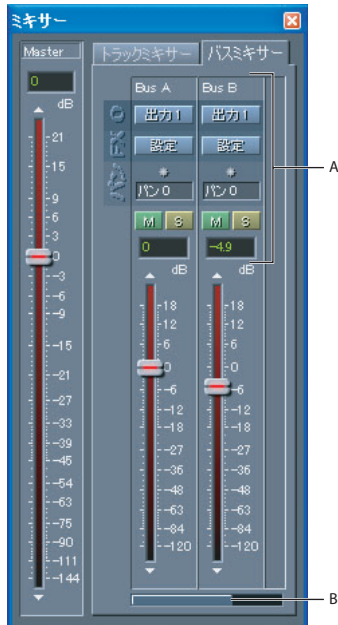 ミキサー
Master
トラックミキサー
バスミキサー
0
dB
21
15
9
6
3
0
-3
-6
-9
-15
-21
-27
-33
-39
-45
-54
-63
-75
-90
-111
-144
Bus A
Bus B
出力 1
出力 1
FX
設定
設定
パン 0
パン 0
M
S
M
S
0
-4.9
dB
dB
18
12
6
0
-6
-12
-18
-27
-36
-48
-63
-84
-120
18
12
6
0
-6
-12
-18
-27
-36
-48
-63
-84
-120
A
B